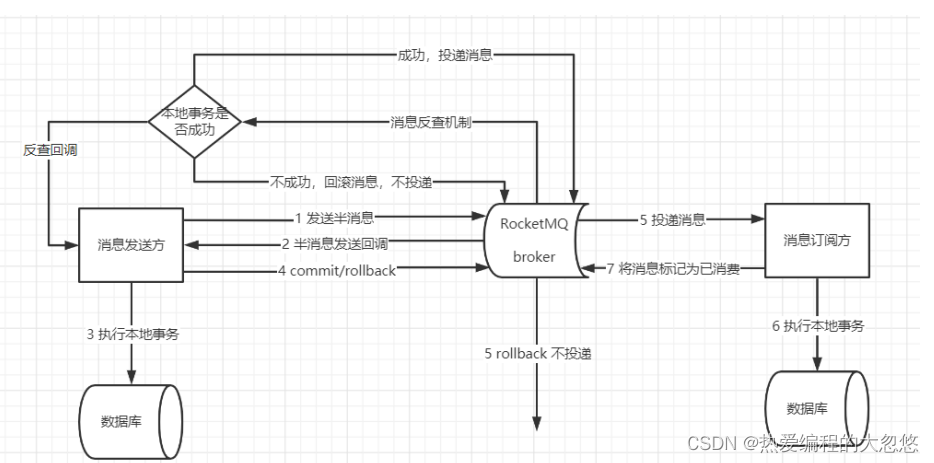 成功，投递消息
本地事务是
否成功
消息反查机制
反查回调
不成功，回滚消息，不投递
1 发送半消息
RocketMQ
broker
5 投递消息
消息发送方
2 半消息发送回调
消息订阅方
4 commit/rollback
7 将消息标记为已消费
3 执行本地事务
6 执行本地事务
5 rollback 不投递
数据库
数据库
CSDN @热爱编程的大忽悠